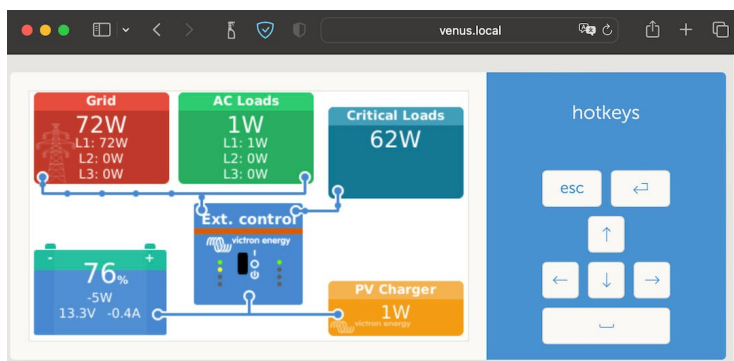 venus.local
Grid
72W
L1: 72W
L2: 0W
L3: 0W
AC Loads
1W
L1: 1W
L2: 0W
L3: 0W
Critical Loads
62W
Ext. control
victron energy
- +
76%
-5W
13.3V -0.4A
PV Charger
1W
victron energy
hotkeys
esc